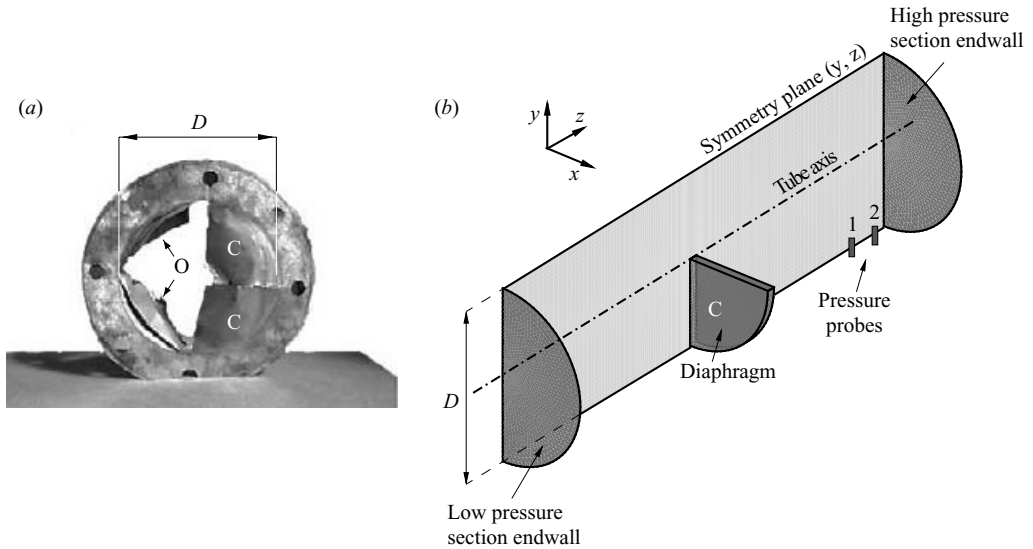 (a)
D
C
O
C
(b)
y
z
x
Symmetry plane (y, z)
High pressure
section endwall
Tube axis
1
2
Pressure
probes
C
Diaphragm
D
Low pressure
section endwall